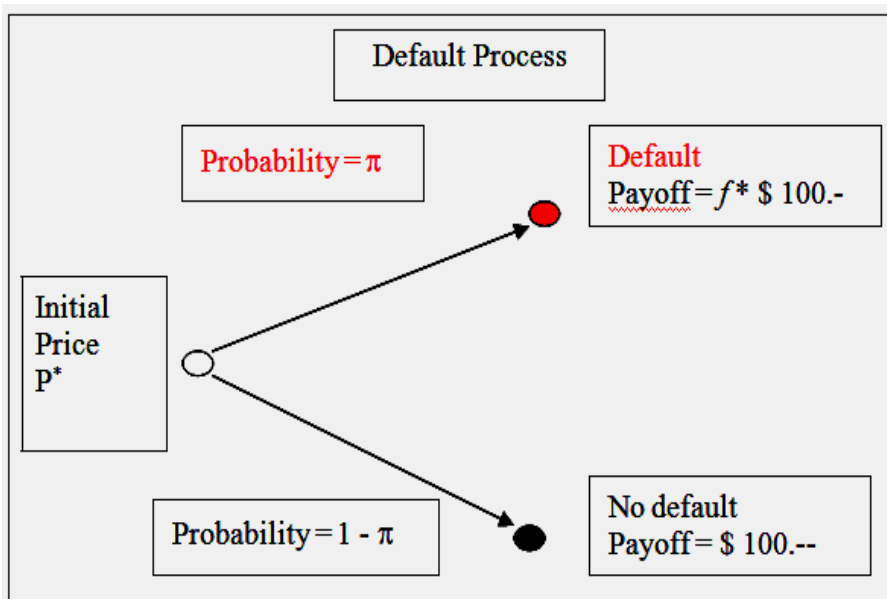 Default Process
Probability = π
Default
Payoff = f* $ 100.-
Initial
Price
P*
No default
Payoff = $ 100.--
Probability = 1 - π